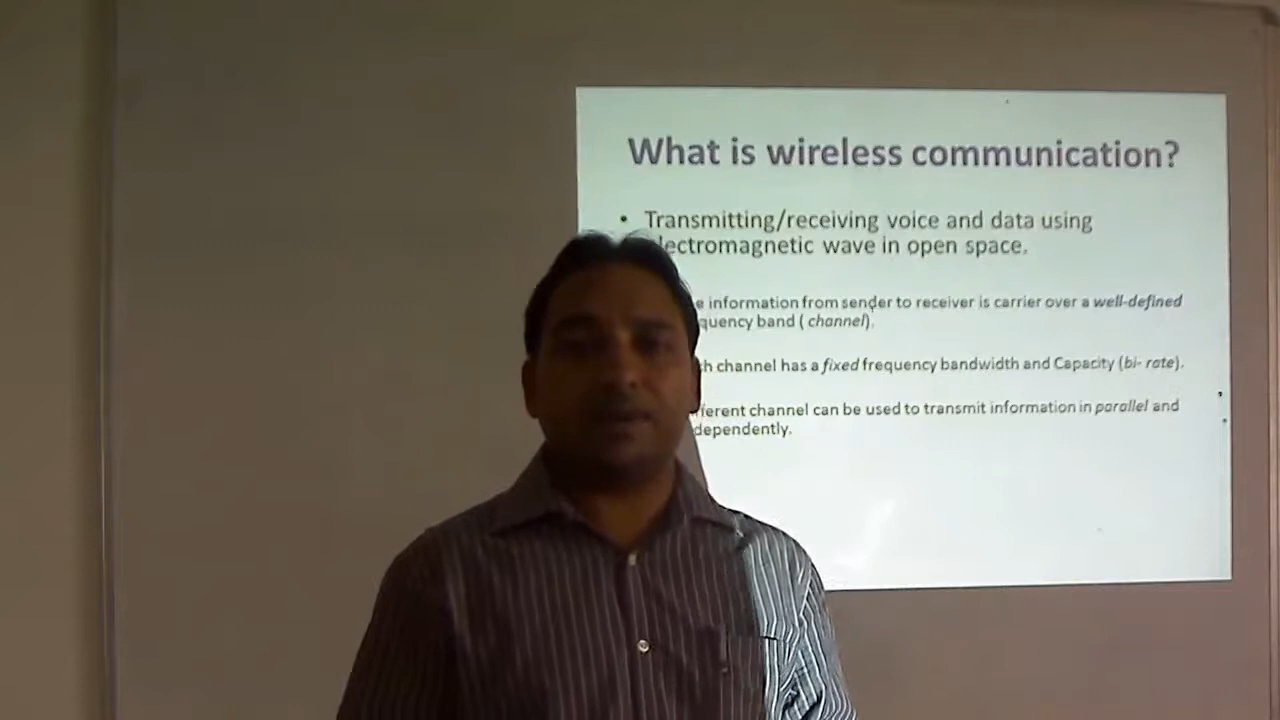 What is wireless communication?
• Transmitting/receiving voice and data using
lectromagnetic wave in open space.
e information from sender to receiver is carrier over a well-defined
quency band ( channel).
ch channel has a fixed frequency bandwidth and Capacity (bi- rate).
ferent channel can be used to transmit information in parallel and
dependently.